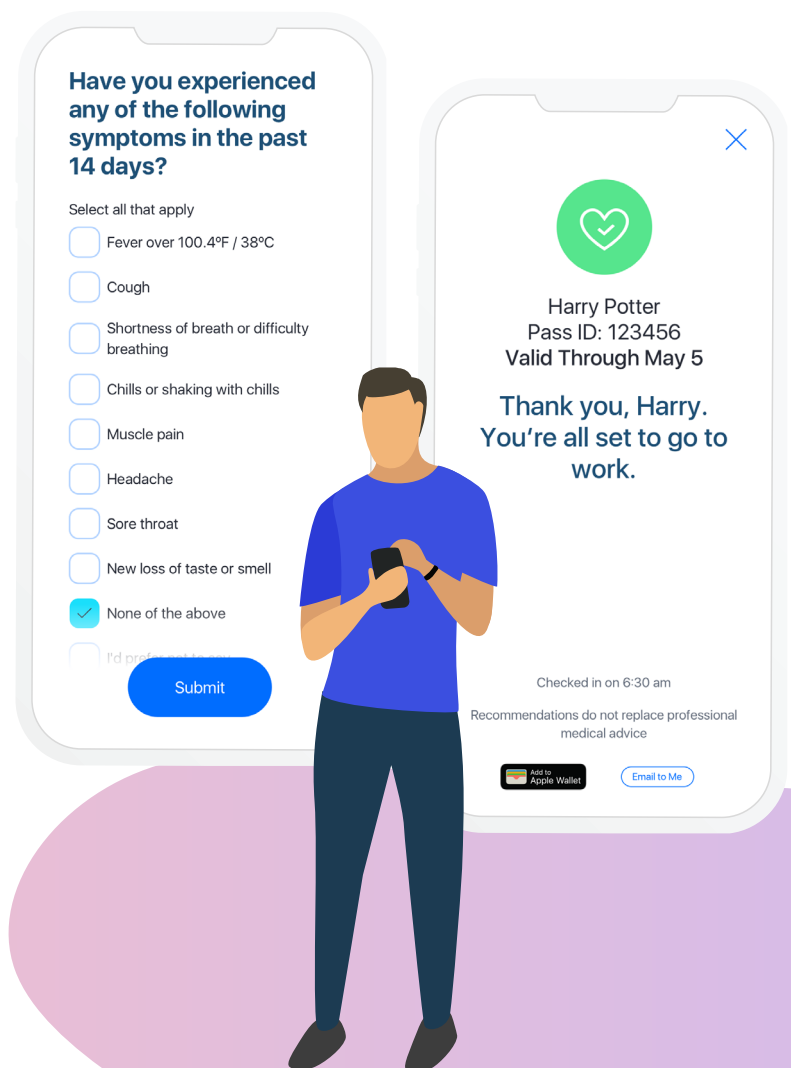 Have you experienced
any of the following
symptoms in the past
14 days?
Select all that apply
Fever over 100.4ºF / 38ºC
Cough
Shortness of breath or difficulty
breathing
Chills or shaking with chills
Muscle pain
Headache
Sore throat
New loss of taste or smell
None of the above
I'd prefer not to say
Submit
Harry Potter
Pass ID: 123456
Valid Through May 5
Thank you, Harry.
You’re all set to go to
work.
Checked in on 6:30 am
Recommendations do not replace professional
medical advice
Add to
Apple Wallet
Email to Me